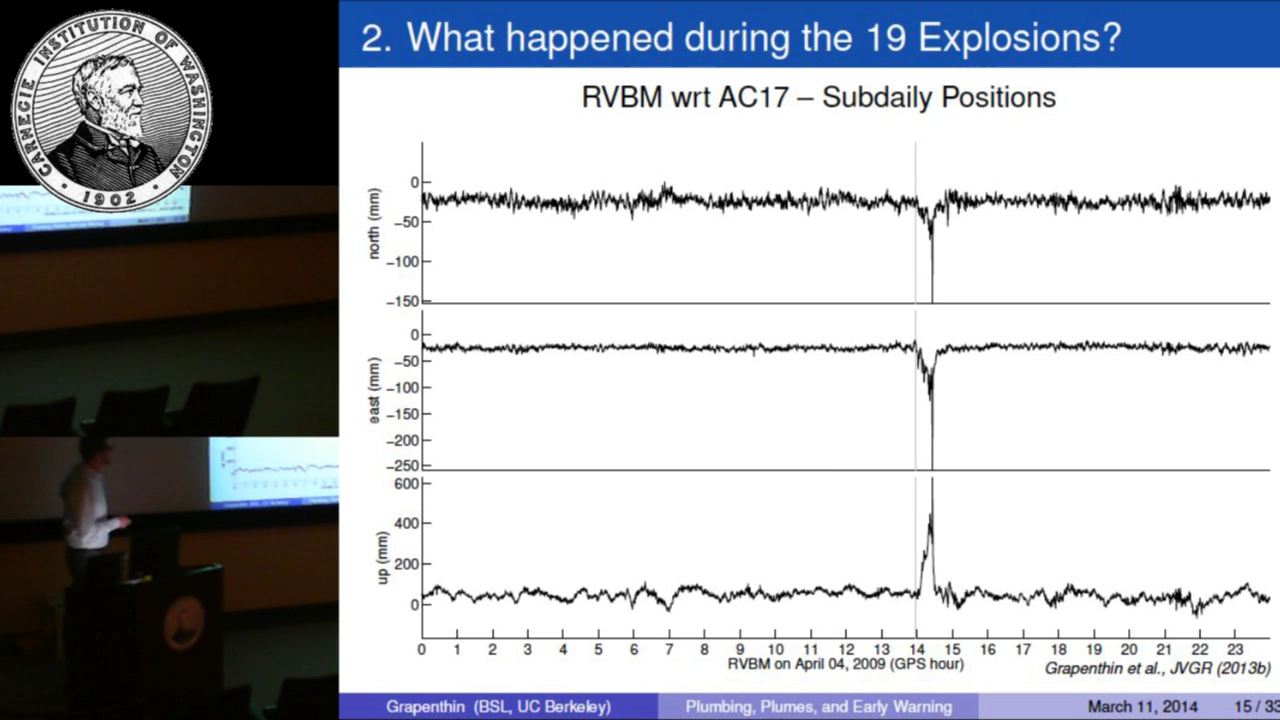 CARNEGIE INSTITUTION OF WASHINGTON
1902
2. What happened during the 19 Explosions?
RVBM wrt AC17 – Subdaily Positions
north (mm)
0
−50
−100
−150
east (mm)
0
−50
−100
−150
−200
−250
up (mm)
600
400
200
0
0 1 2 3 4 5 6 7 8 9 10 11 12 13 14 15 16 17 18 19 20 21 22 23
RVBM on April 04, 2009 (GPS hour)
Grapenthin et al., JVGR (2013b)
Grapenthin (BSL, UC Berkeley) Plumbing, Plumes, and Early Warning March 11, 2014 15 / 33